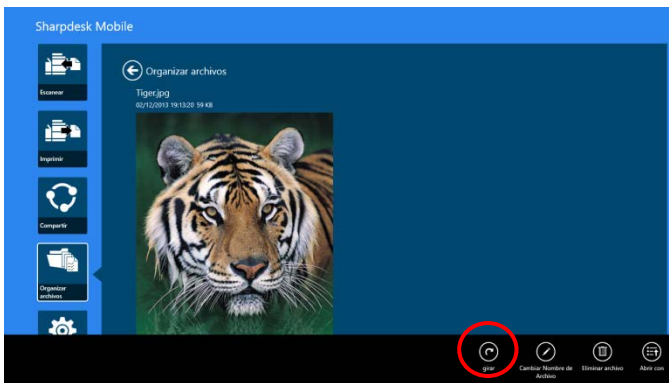 Sharpdesk Mobile
Escanear
Organizar archivos
Tiger.jpg
02/12/2013 19:13:20 59 KB
Imprimir
Compartir
Organizar
archivos
girar
Cambiar Nombre de
Archivo
Eliminar archivo
Abrir con